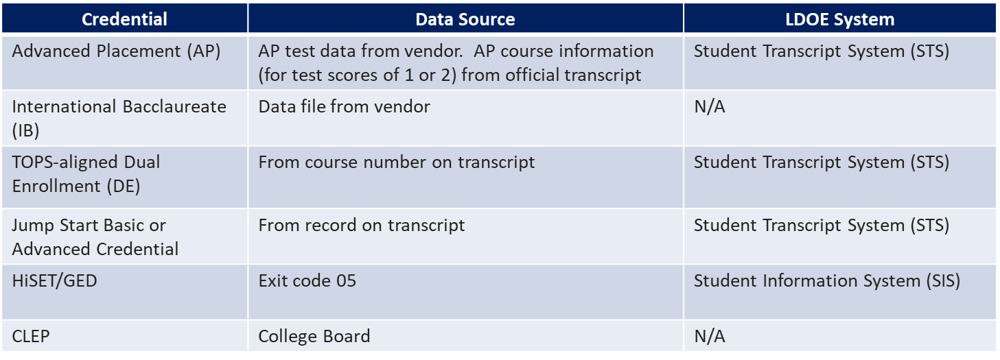 Credential Data Source LDOE System
Advanced Placement (AP) AP test data from vendor.  AP course information Student Transcript System (STS)
(for test scores of 1 or 2) from official transcript
International Bacclaureate Data file from vendor N/A
(IB)
TOPS-aligned Dual From course number on transcript Student Transcript System (STS)
Enrollment (DE)
Jump Start Basic or From record on transcript Student Transcript System (STS)
Advanced Credential
HiSET/GED Exit code 05 Student Information System (SIS)
CLEP College Board N/A